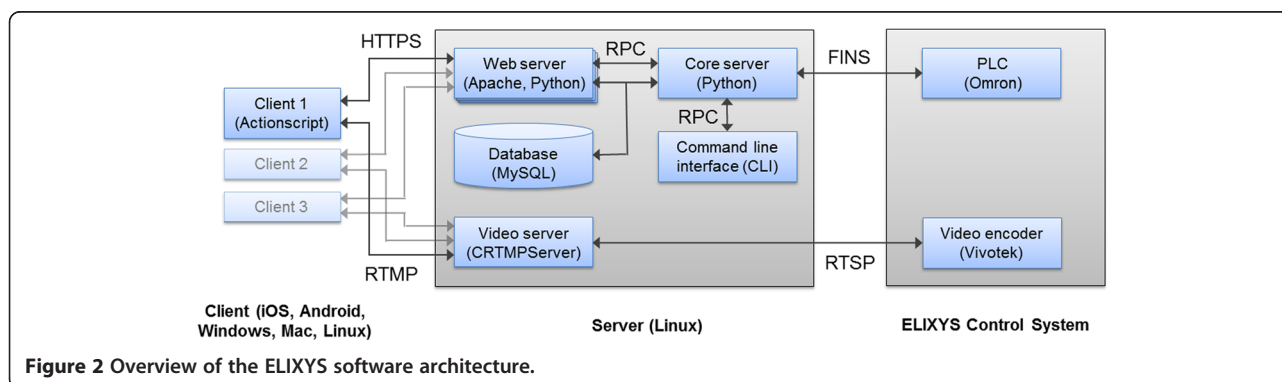 HTTPS
RPC
FINS
Web server
(Apache, Python)
Core server
(Python)
PLC
(Omron)
Client 1
(Actionscript)
RPC
Client 2
Database
(MySQL)
Command line
interface (CLI)
Client 3
Video server
(CRTMPServer)
Video encoder
(Vivotek)
RTMP
RTSP
Client (iOS, Android,
Windows, Mac, Linux)
Server (Linux)
ELIXYS Control System
Figure 2 Overview of the ELIXYS software architecture.